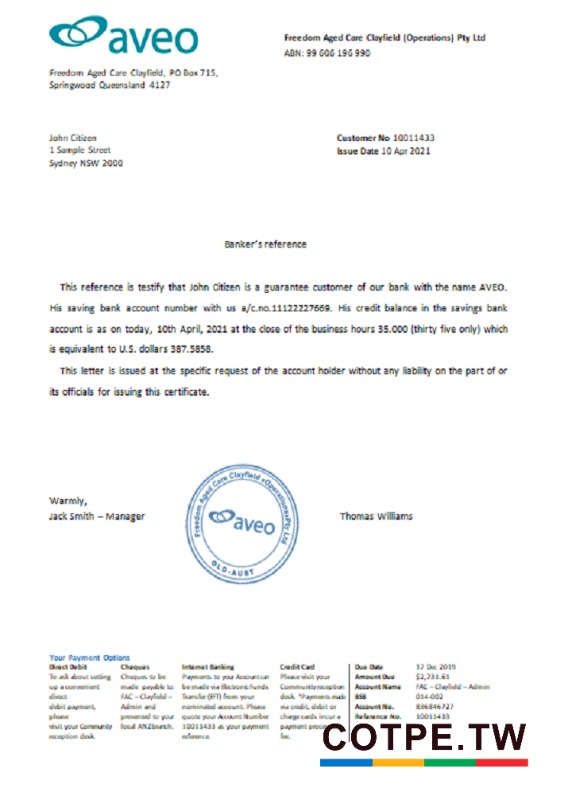 aveo
Freedom Aged Care Clayfield (Operations) Pty Ltd
ABN: 99 606 196 990
Freedom Aged Care Clayfield, PO Box 715,
Springwood Queensland 4127
John Citizen
1 Sample Street
Sydney NSW 2000
Customer No 10011433
Issue Date 10 Apr 2021
Banker's reference
This reference is testify that John Citizen is a guarantee customer of our bank with the name AVEO.
His saving bank account number with us a/c.no.11122227669. His credit balance in the savings bank
account is as on today, 10th April, 2021 at the close of the business hours 35.000 (thirty five only) which
is equivalent to U.S. dollars 387.5858.
This letter is issued at the specific request of the account holder without any liability on the part of or
its officials for issuing this certificate.
Warmly,
Jack Smith – Manager
Freedom Aged Care Clayfield (Operations) Pty Ltd
aveo
QLD-AUST
Thomas Williams
Your Payment Options
Direct Debit
To ask about setting
up a convenient
direct
debit payment,
please
visit your Community
reception desk.
Cheques
Cheques to be
made payable to
FAC – Clayfield –
Admin and
presented to your
local ANZ branch.
Internet Banking
Payments to your Account can
be made via Electronic Funds
Transfer (EFT) from your
nominated account. Please
quote your Account Number
10011433 as your payment
reference.
Credit Card
Please visit your
Community reception
desk. *Payments made
via credit, debit or
charge cards incur a
payment
fee.
Due Date 17 Dec 2019
Amount Due $2,731.61
Account Name FAC – Clayfield – Admin
BSB 014-002
Account No. 836846727
Reference No. 10011433
COTPE.TW